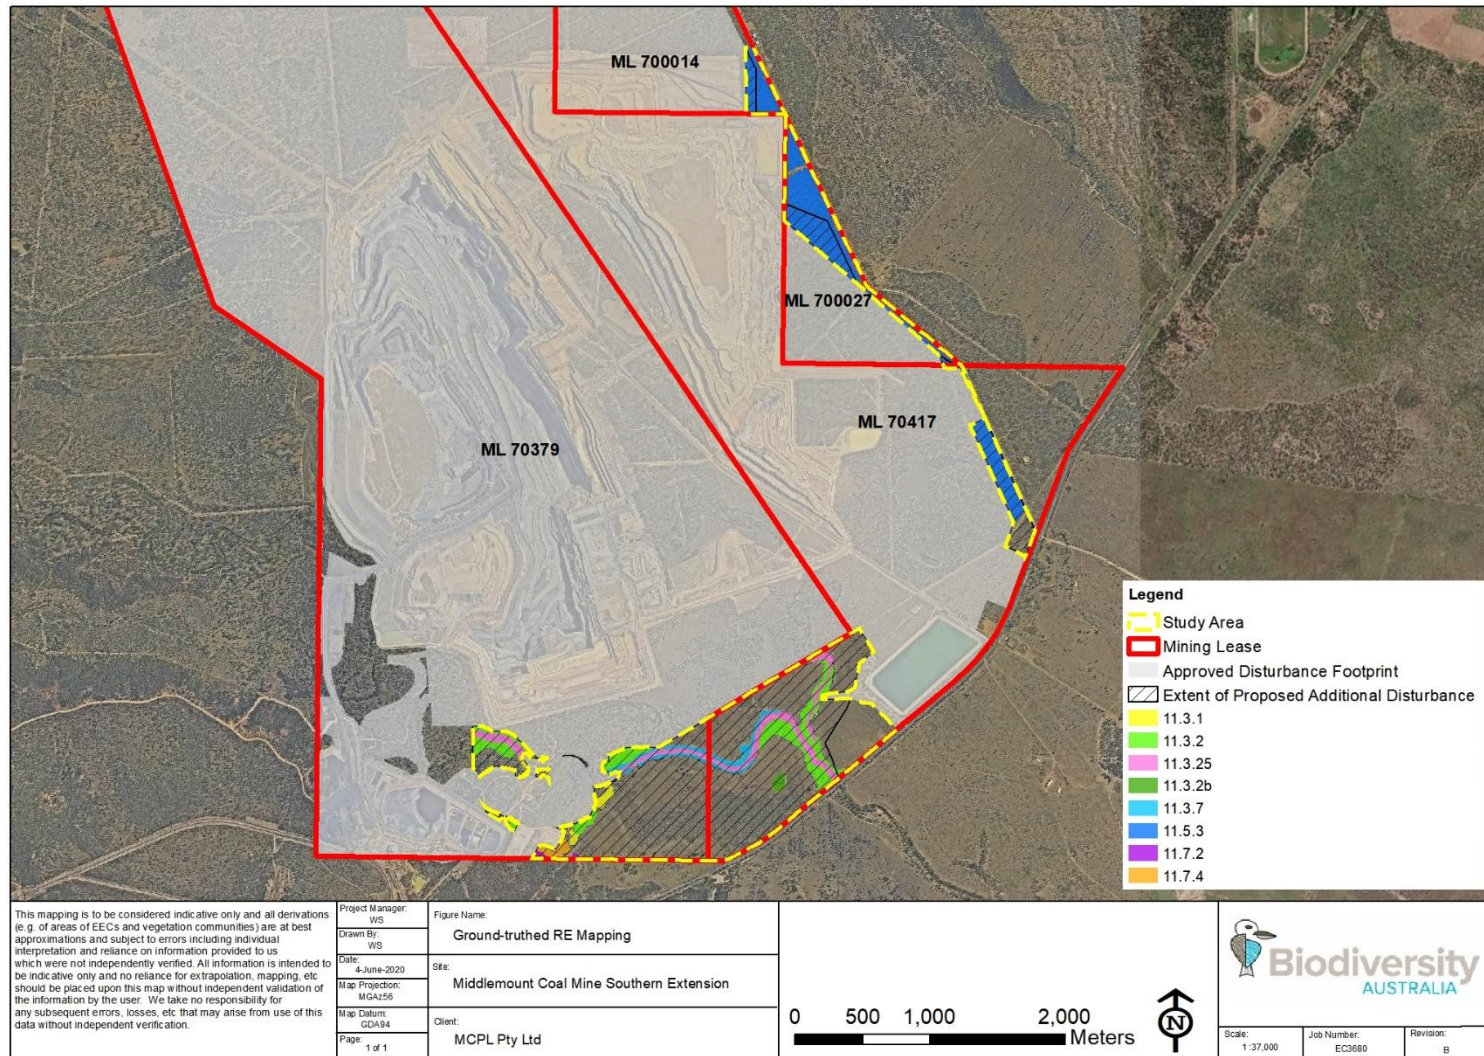 ML 700014
ML 700027
ML 70417
ML 70379
Legend
Study Area
Mining Lease
Approved Disturbance Footprint
Extent of Proposed Additional Disturbance
11.3.1
11.3.2
11.3.25
11.3.2b
11.3.7
11.5.3
11.7.2
11.7.4
This mapping is to be considered indicative only and all derivations
(e.g. of areas of EECs and vegetation communities) are at best
approximations and subject to errors including individual
interpretation and reliance on information provided to us
which were not independently verified. All information is intended to
be indicative only and no reliance for extrapolation, mapping, etc
should be placed upon this map without independent validation of
the information by the user. We take no responsibility for
any subsequent errors, losses, etc that may arise from use of this
data without independent verification.
Project Manager:
WS
Drawn By:
WS
Date:
4-June-2020
Map Projection:
MGAz56
Map Datum:
GDA94
Page:
1 of 1
Figure Name:
Ground-truthed RE Mapping
Site:
Middlemount Coal Mine Southern Extension
Client:
MCPL Pty Ltd
0 500 1,000 2,000
Meters
N
Biodiversity
AUSTRALIA
Scale:
1:37,000
Job Number:
EC3680
Revision:
B